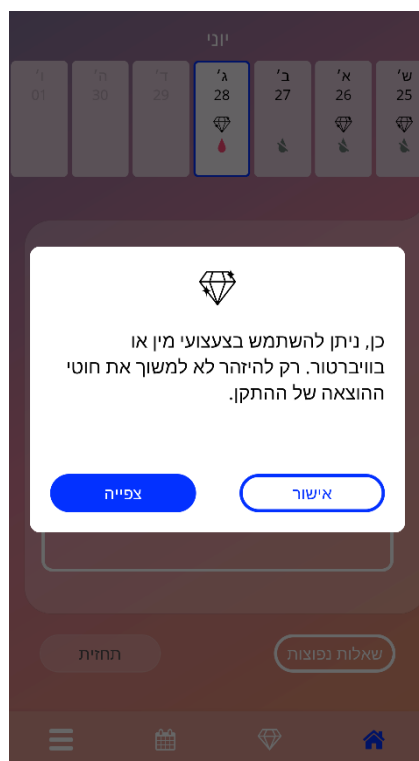 יוני
ש׳ א׳ ב׳ ג׳ ד׳ ה׳ ו׳
25 26 27 28 29 30 01
כן, ניתן להשתמש בצעצועי מין או
בוויברטור. רק להיזהר לא למשוך את חוטי
ההוצאה של ההתקן.
אישור
צפייה
שאלות נפוצות
תחזית